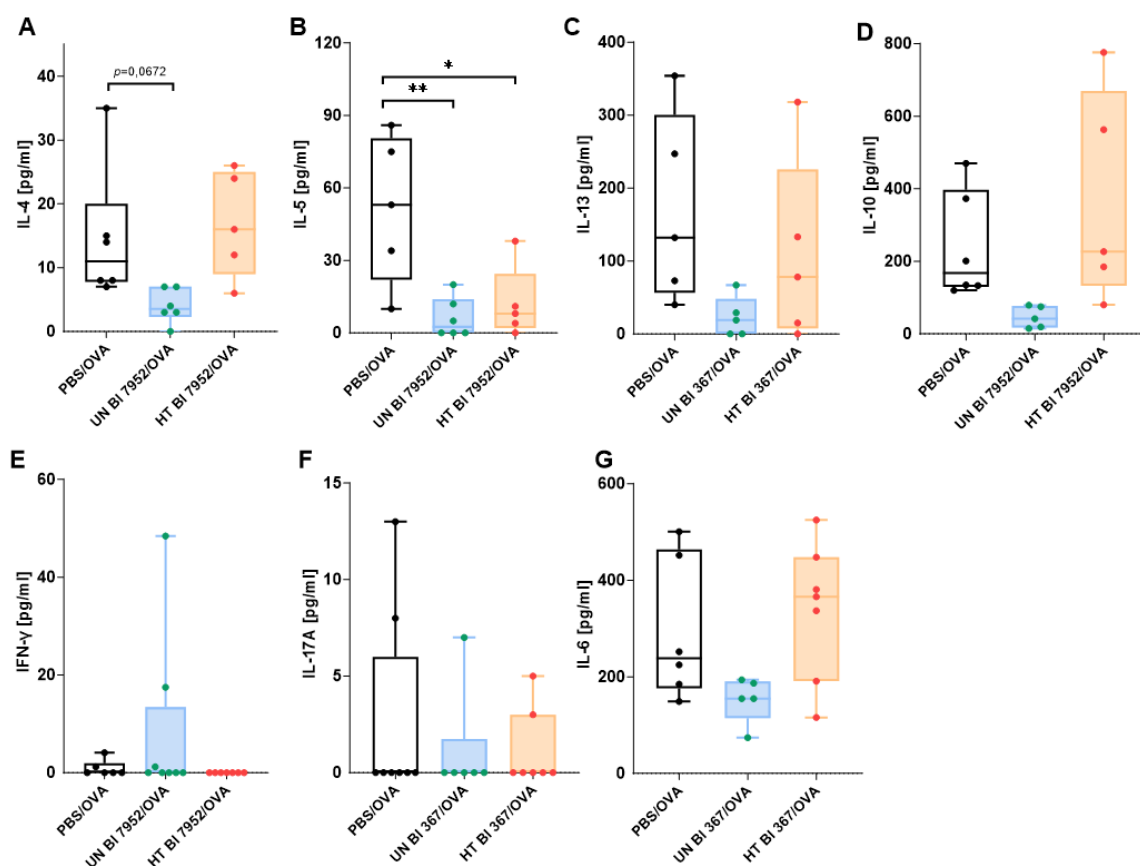 A
IL-4 [pg/ml]
40
30
20
10
0
p=0,0672
PBS/OVA
UN BI 7952/OVA
HT BI 7952/OVA
B
IL-5 [pg/ml]
120
90
60
30
0
*
**
PBS/OVA
UN BI 7952/OVA
HT BI 7952/OVA
C
IL-13 [pg/ml]
400
300
200
100
0
PBS/OVA
UN BI 367/OVA
HT BI 367/OVA
D
IL-10 [pg/ml]
800
600
400
200
0
PBS/OVA
UN BI 7952/OVA
HT BI 7952/OVA
E
IFN-γ [pg/ml]
60
40
20
0
PBS/OVA
UN BI 7952/OVA
HT BI 7952/OVA
F
IL-17A [pg/ml]
15
10
5
0
PBS/OVA
UN BI 367/OVA
HT BI 367/OVA
G
IL-6 [pg/ml]
600
400
200
0
PBS/OVA
UN BI 367/OVA
HT BI 367/OVA